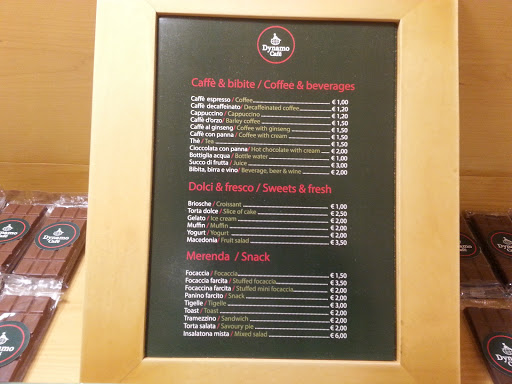 Dynamo
Caffè
Caffè & bibite / Coffee & beverages
Caffè espresso / Coffee € 1,00
Caffè decaffeinato / Decaffeinated coffee € 1,20
Cappuccino / Cappuccino € 1,20
Caffè d'orzo / Barley coffee € 1,50
Caffè al ginseng / Coffee with ginseng € 1,50
Caffè con panna / Coffee with cream € 1,50
Thè / Tea € 1,50
Cioccolata con panna / Hot chocolate with cream € 2,00
Bottiglia acqua / Bottle water € 1,00
Succo di frutta / Juice € 3,00
Bibita, birra e vino / Beverage, beer & wine € 2,00
Dolci & fresco / Sweets & fresh
Briosche / Croissant € 1,00
Torta dolce / Slice of cake € 2,50
Gelato / Ice cream € 2,00
Muffin / Muffin € 2,00
Yogurt / Yogurt € 2,00
Macedonia / Fruit salad € 3,50
Merenda / Snack
Focaccia / Focaccia € 1,50
Focaccia farcita / Stuffed focaccia € 3,50
Focaccina farcita / Stuffed mini focaccia € 2,00
Panino farcito / Snack € 2,00
Tigelle / Tigelle € 3,00
Toast / Toast € 2,00
Tramezzino / Sandwich € 2,00
Torta salata / Savoury pie € 2,00
Insalatona mista / Mixed salad € 6,00
Dynamo
Dynamo
Dynamo